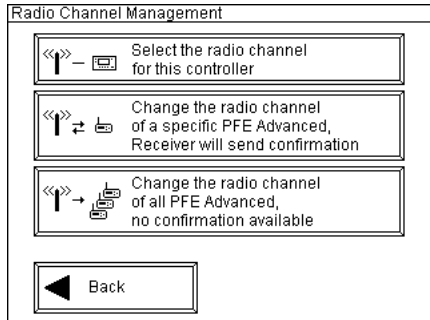 Radio Channel Management
Select the radio channel
for this controller
Change the radio channel
of a specific PFE Advanced,
Receiver will send confirmation
Change the radio channel
of all PFE Advanced,
no confirmation available
Back